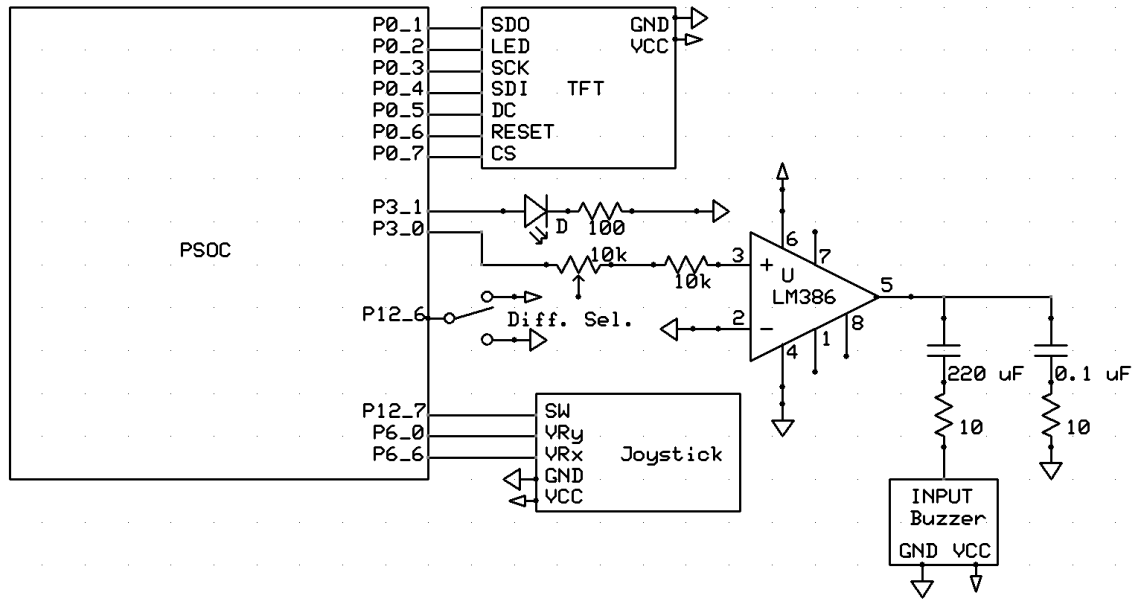 P0_1 SDO GND
P0_2 LED VCC
P0_3 SCK
P0_4 SDI TFT
P0_5 DC
P0_6 RESET
P0_7 CS
P3_1 D 100
P3_0
PSOC
10k
10k
3 + 6 7
U
LM386 5
2 - 4 1 8
P12_6 Diff. Sel.
220 uF 0.1 uF
10 10
P12_7 SW
P6_0 VRy
P6_6 VRx Joystick
GND
VCC
INPUT
Buzzer
GND VCC